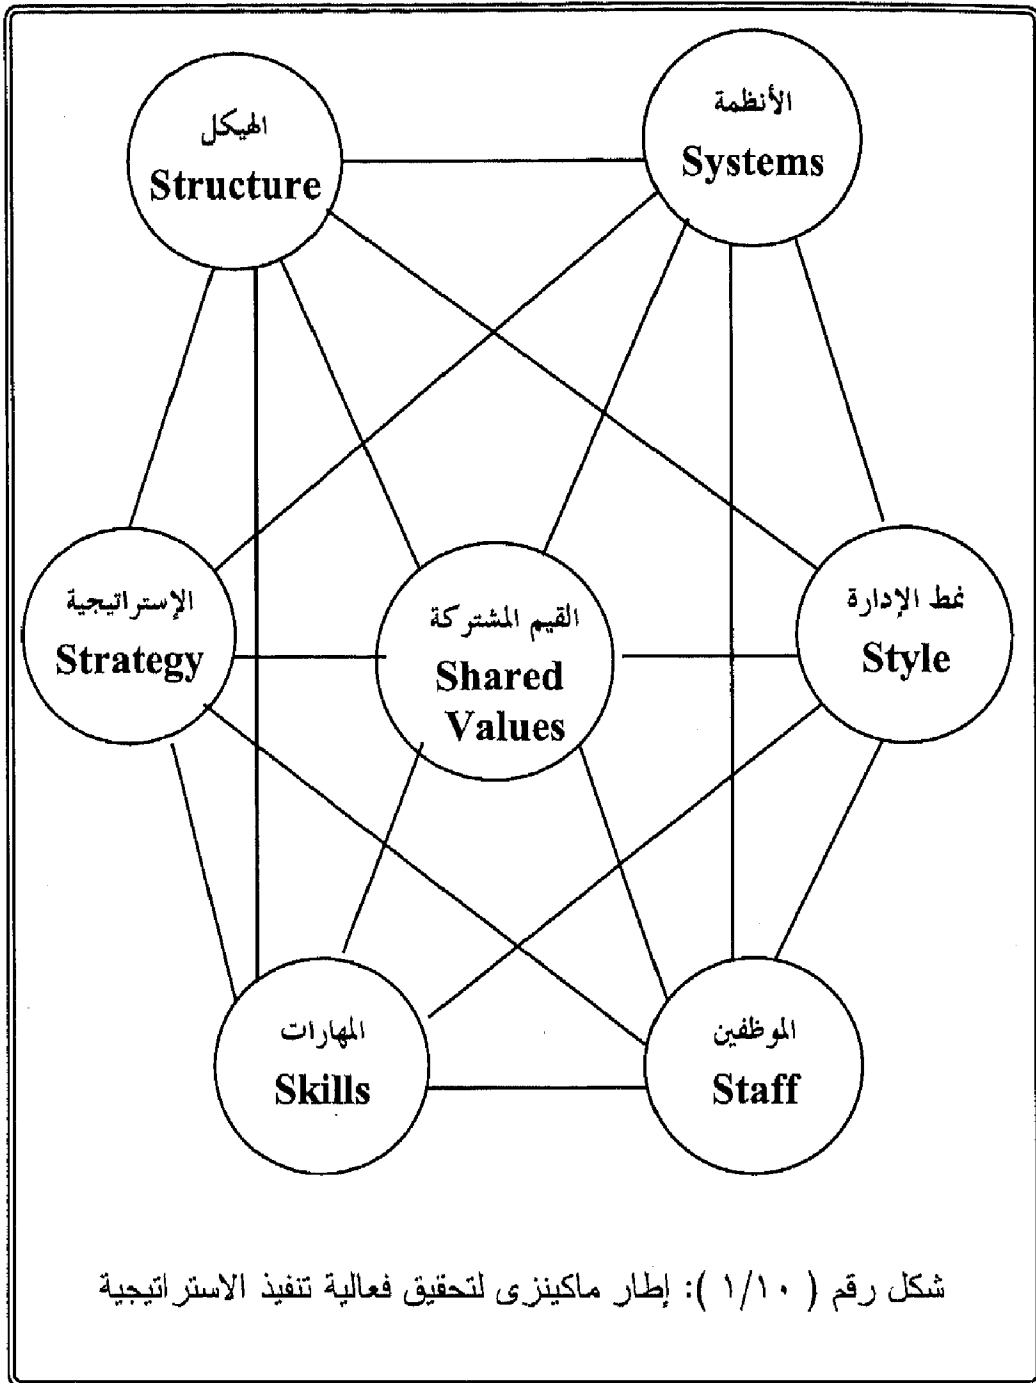 الهيكل
Structure
الأنظمة
Systems
الإستراتيجية
Strategy
القيم المشتركة
Shared
Values
نمط الإدارة
Style
المهارات
Skills
الموظفين
Staff
شكل رقم ( ١/١٠ ): إطار ماكينزى لتحقيق فعالية تنفيذ الاستراتيجية